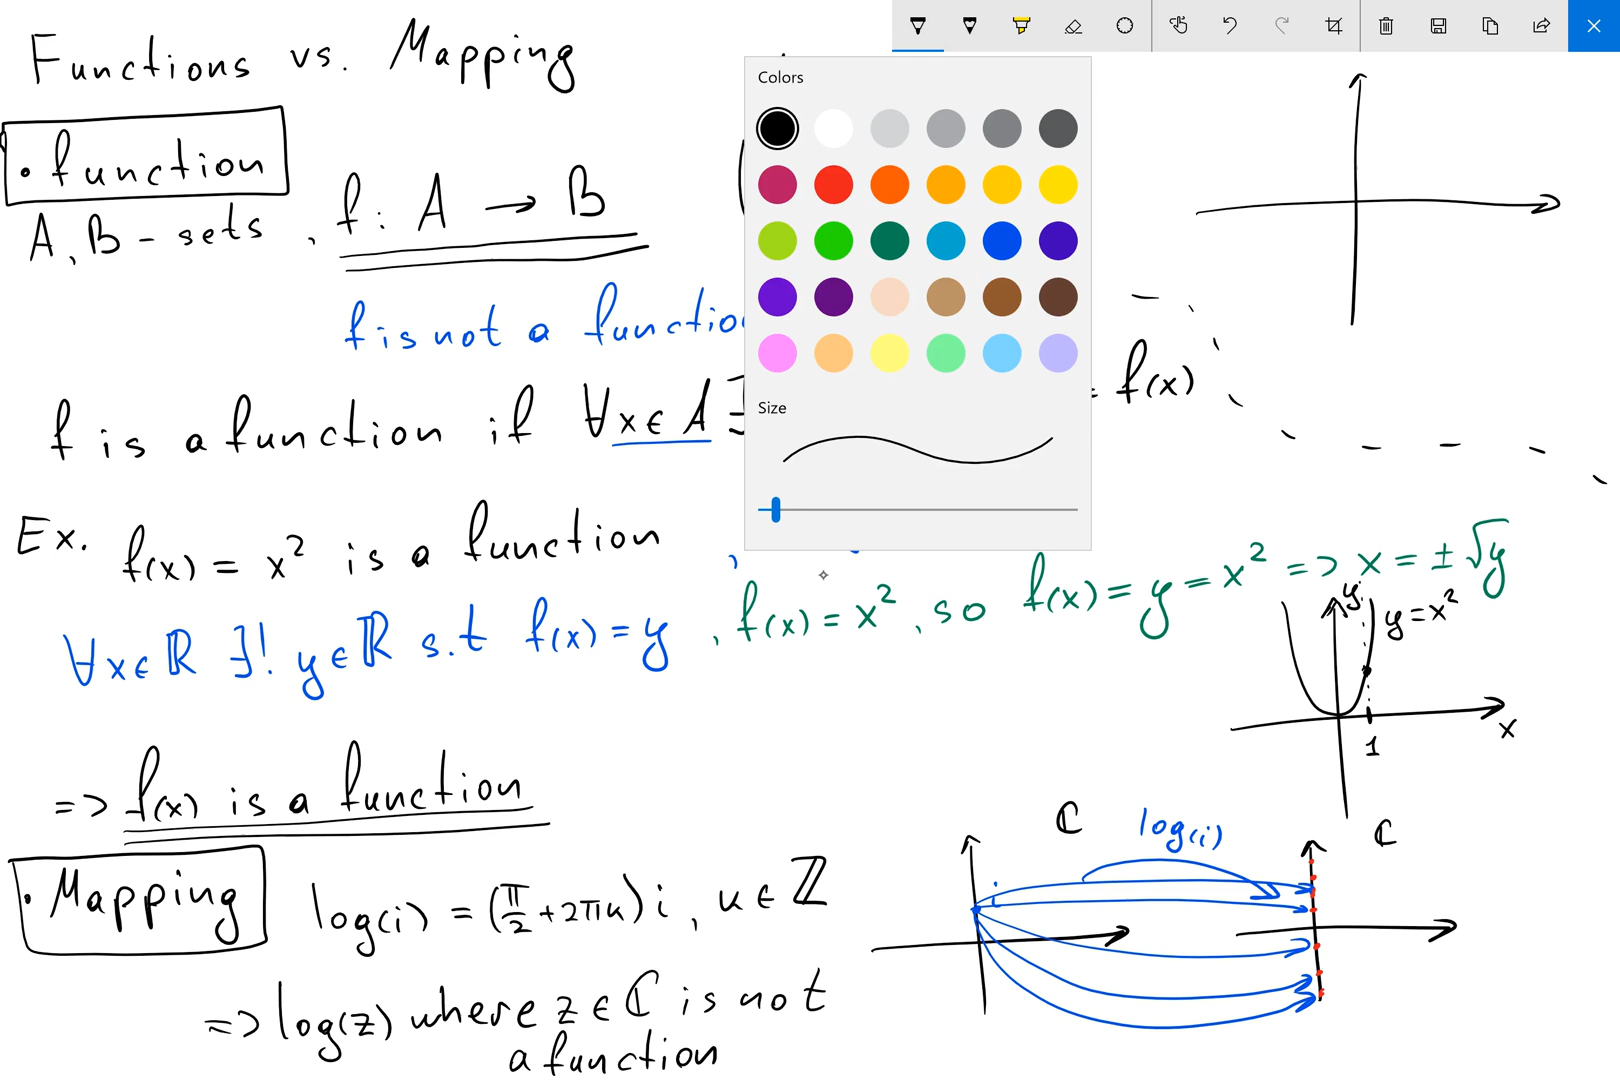 Functions vs. Mapping
• function
A, B - sets, f: A → B
f is not a function
f is a function if ∀x∈A ∃
= f(x)
Colors
Size
Ex. f(x) = x² is a function
∀x∈ℝ ∃! y∈ℝ s.t f(x) = y, f(x) = x², so f(x) = y = x² => x = ± √y
y
y = x²
x
1
=> f(x) is a function
• Mapping
log(i) = (π/2 + 2πk) i, k ∈ ℤ
=> log(z) where z ∈ ℂ is not
a function
ℂ
log(i)
ℂ
i